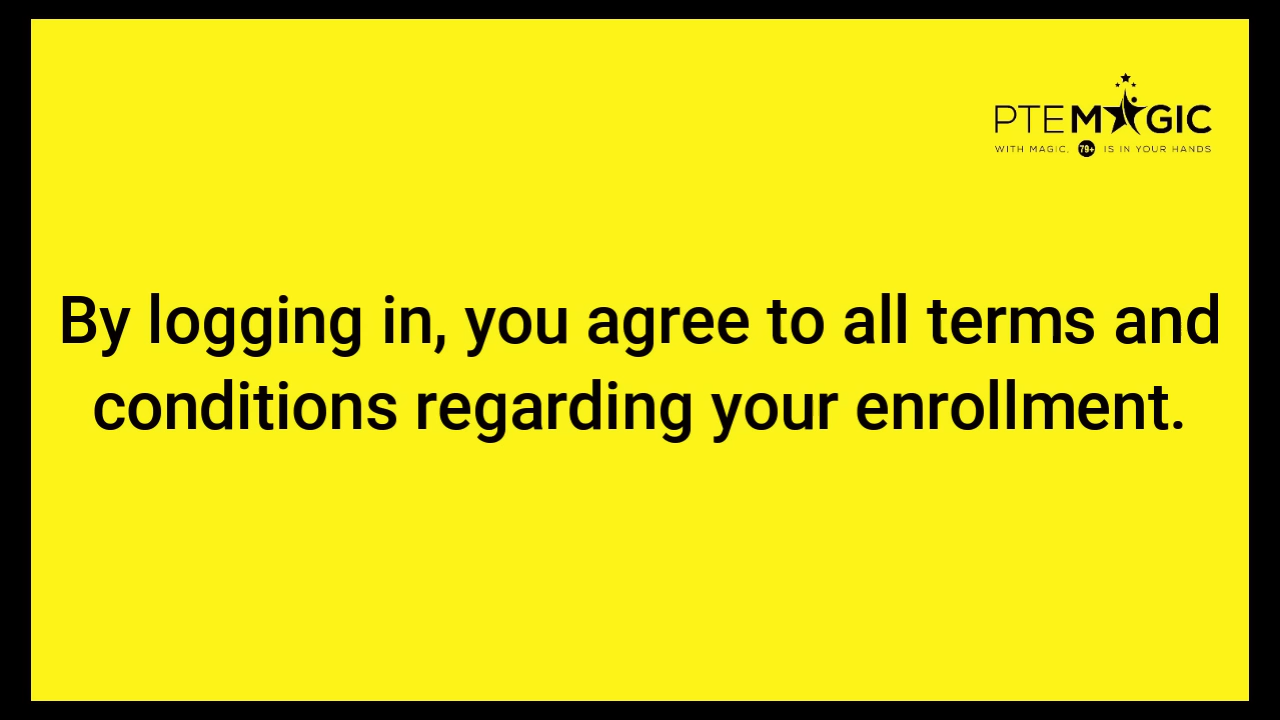 PTEMAGIC
WITH MAGIC, 79+ IS IN YOUR HANDS
By logging in, you agree to all terms and
conditions regarding your enrollment.